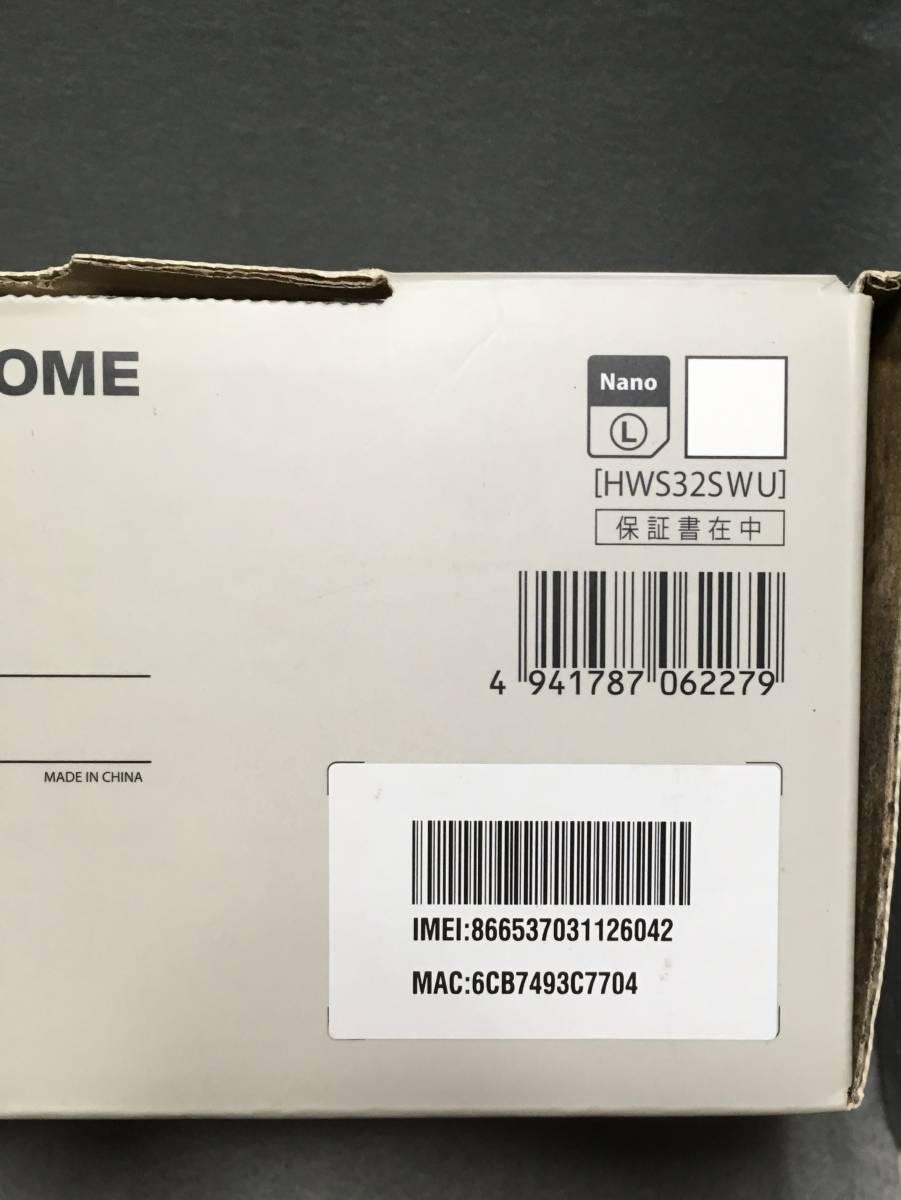 OME
Nano
L
[HWS32SWU]
保証書在中
4 941787 062279
MADE IN CHINA
IMEI:866537031126042
MAC:6CB7493C7704